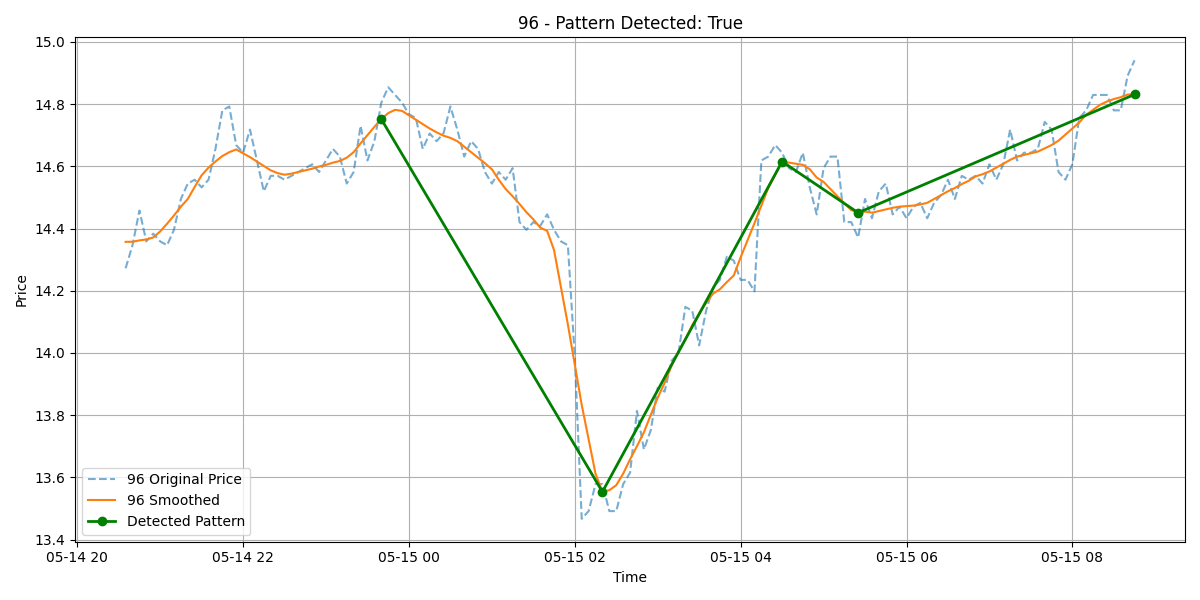 96 - Pattern Detected: True
15.0
14.8
14.6
14.4
14.2
14.0
13.8
13.6
13.4
Price
96 Original Price
96 Smoothed
Detected Pattern
05-14 20
05-14 22
05-15 00
05-15 02
05-15 04
05-15 06
05-15 08
Time